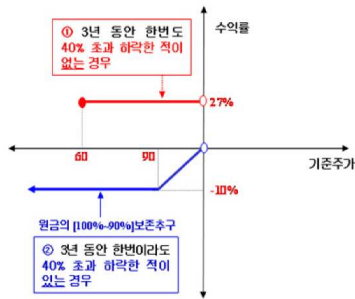 수익률
① 3년 동안 한번도
40% 초과 하락한 적이
없는 경우
27%
60
90
기준주가
-10%
원금의 [100%~90%]보존추구
② 3년 동안 한번이라도
40% 초과 하락한 적이
있는 경우